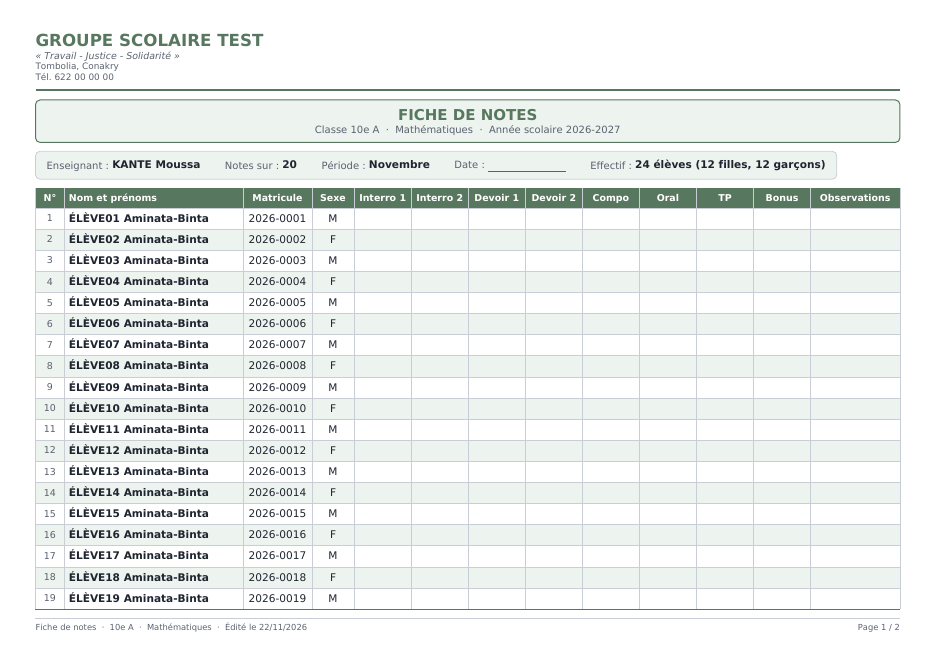 GROUPE SCOLAIRE TEST
« Travail - Justice - Solidarité »
Tombolia, Conakry
Tél. 622 00 00 00
FICHE DE NOTES
Classe 10e A · Mathématiques · Année scolaire 2026-2027
Enseignant : KANTE Moussa Notes sur : 20 Période : Novembre Date : ______________ Effectif : 24 élèves (12 filles, 12 garçons)
N° Nom et prénoms Matricule Sexe Interro 1 Interro 2 Devoir 1 Devoir 2 Compo Oral TP Bonus Observations
1 ÉLÈVE01 Aminata-Binta 2026-0001 M
2 ÉLÈVE02 Aminata-Binta 2026-0002 F
3 ÉLÈVE03 Aminata-Binta 2026-0003 M
4 ÉLÈVE04 Aminata-Binta 2026-0004 F
5 ÉLÈVE05 Aminata-Binta 2026-0005 M
6 ÉLÈVE06 Aminata-Binta 2026-0006 F
7 ÉLÈVE07 Aminata-Binta 2026-0007 M
8 ÉLÈVE08 Aminata-Binta 2026-0008 F
9 ÉLÈVE09 Aminata-Binta 2026-0009 M
10 ÉLÈVE10 Aminata-Binta 2026-0010 F
11 ÉLÈVE11 Aminata-Binta 2026-0011 M
12 ÉLÈVE12 Aminata-Binta 2026-0012 F
13 ÉLÈVE13 Aminata-Binta 2026-0013 M
14 ÉLÈVE14 Aminata-Binta 2026-0014 F
15 ÉLÈVE15 Aminata-Binta 2026-0015 M
16 ÉLÈVE16 Aminata-Binta 2026-0016 F
17 ÉLÈVE17 Aminata-Binta 2026-0017 M
18 ÉLÈVE18 Aminata-Binta 2026-0018 F
19 ÉLÈVE19 Aminata-Binta 2026-0019 M
Fiche de notes · 10e A · Mathématiques · Édité le 22/11/2026 Page 1 / 2